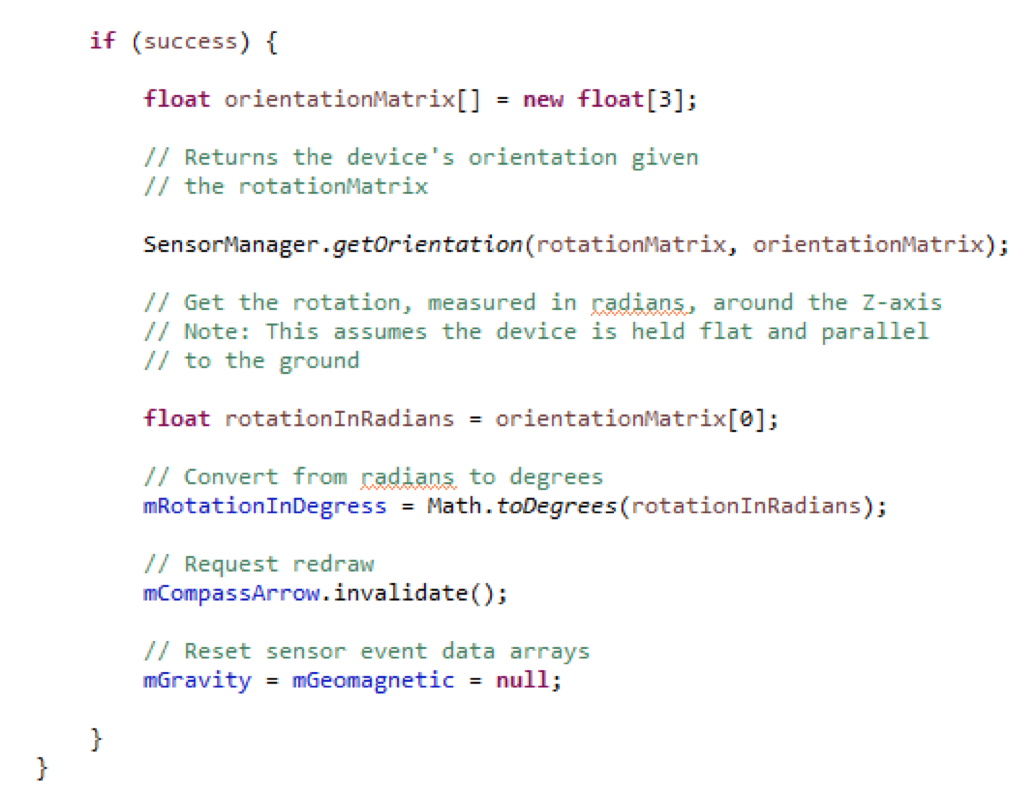 if (success) {
float orientationMatrix[] = new float[3];
// Returns the device's orientation given
// the rotationMatrix
SensorManager.getOrientation(rotationMatrix, orientationMatrix);
// Get the rotation, measured in radians, around the Z-axis
// Note: This assumes the device is held flat and parallel
// to the ground
float rotationInRadians = orientationMatrix[0];
// Convert from radians to degrees
mRotationInDegress = Math.toDegrees(rotationInRadians);
// Request redraw
mCompassArrow.invalidate();
// Reset sensor event data arrays
mGravity = mGeomagnetic = null;
}
}